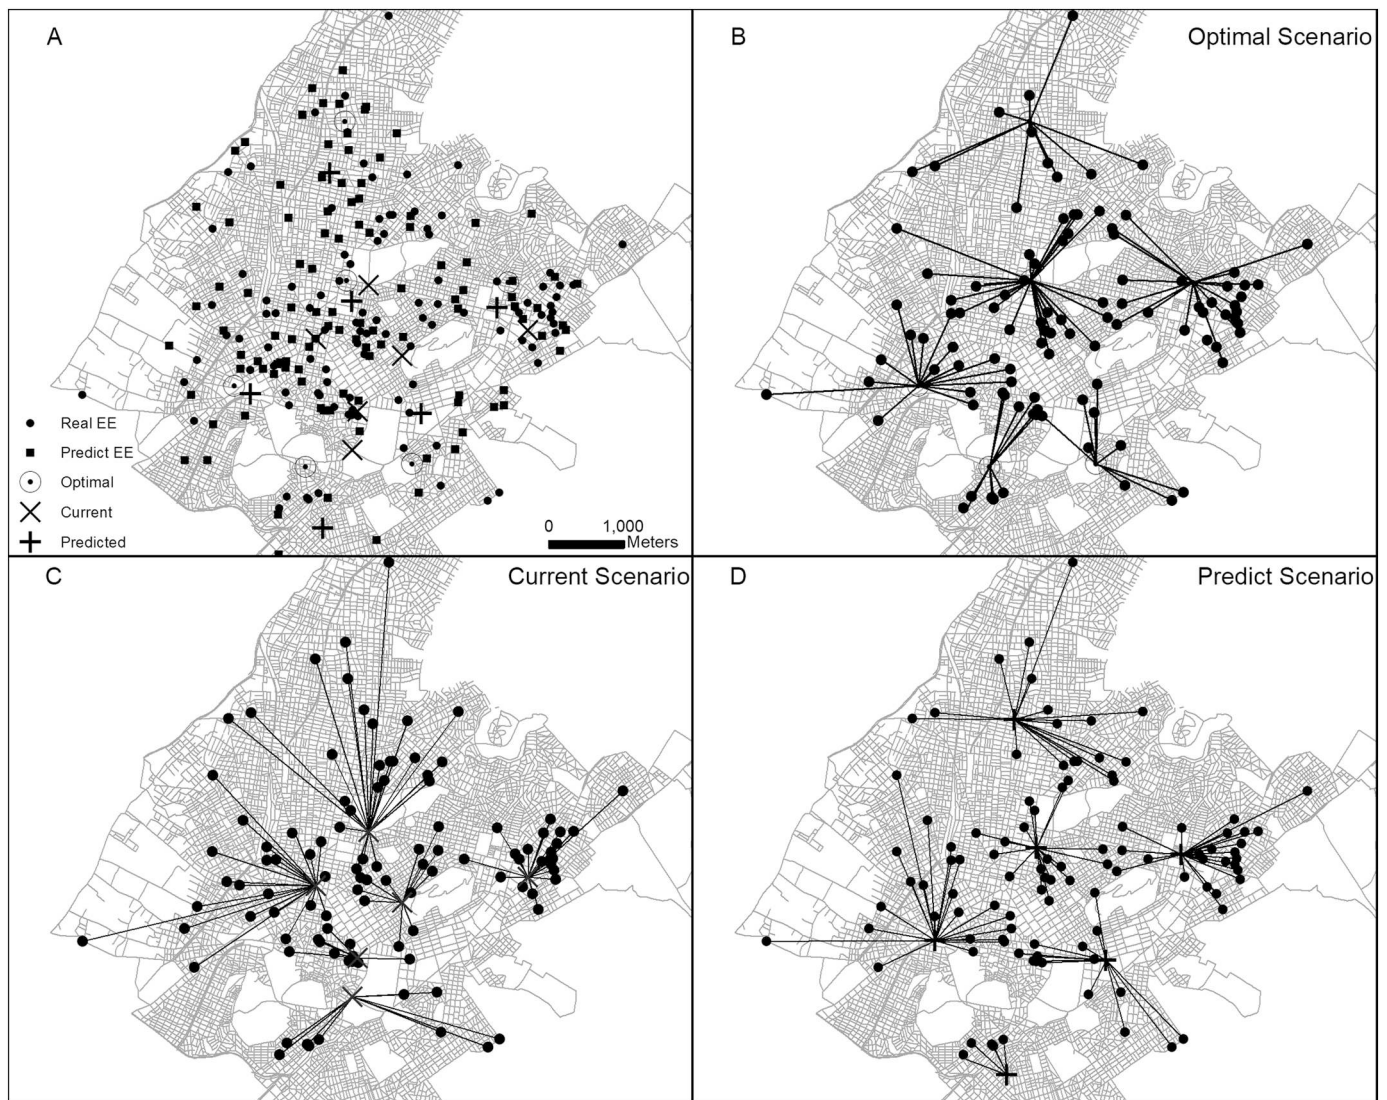 A
B
Optimal Scenario
Real EE
Predict EE
Optimal
Current
Predicted
0 1,000
Meters
C
Current Scenario
D
Predict Scenario